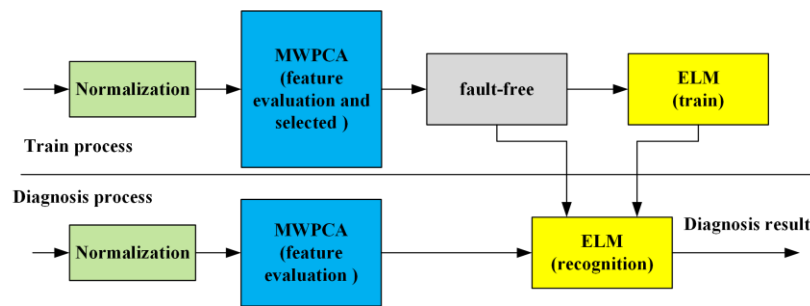 Normalization
MWPCA
(feature
evaluation and
selected )
fault-free
ELM
(train)
Train process
Diagnosis process
Normalization
MWPCA
(feature
evaluation )
ELM
(recognition)
Diagnosis result